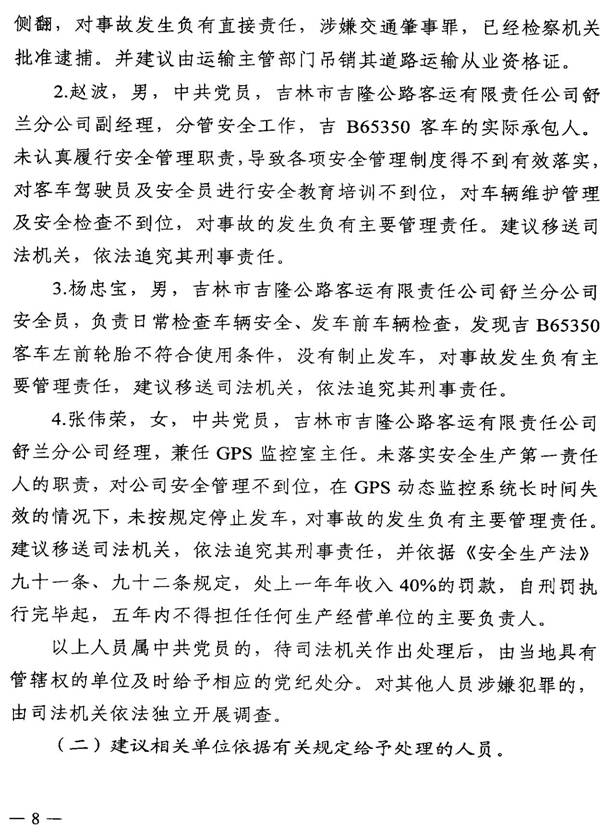 侧翻，对事故发生负有直接责任，涉嫌交通肇事罪，已经检察机关
批准逮捕。并建议由运输主管部门吊销其道路运输从业资格证。
2.赵波，男，中共党员，吉林市吉隆公路客运有限责任公司舒
兰分公司副经理，分管安全工作，吉 B65350 客车的实际承包人。
未认真履行安全管理职责，导致各项安全管理制度得不到有效落实，
对客车驾驶员及安全员进行安全教育培训不到位，对车辆维护管理
及安全检查不到位，对事故的发生负有主要管理责任。建议移送司
法机关，依法追究其刑事责任。
3.杨忠宝，男，吉林市吉隆公路客运有限责任公司舒兰分公司
安全员，负责日常检查车辆安全、发车前车辆检查，发现吉 B65350
客车左前轮胎不符合使用条件，没有制止发车，对事故发生负有主
要管理责任，建议移送司法机关，依法追究其刑事责任。
4.张伟荣，女，中共党员，吉林市吉隆公路客运有限责任公司
舒兰分公司经理，兼任 GPS 监控室主任。未落实安全生产第一责任
人的职责，对公司安全管理不到位，在 GPS 动态监控系统长时间失
效的情况下，未按规定停止发车，对事故的发生负有主要管理责任。
建议移送司法机关，依法追究其刑事责任，并依据《安全生产法》
九十一条、九十二条规定，处上一年年收入 40%的罚款，自刑罚执
行完毕起，五年内不得担任任何生产经营单位的主要负责人。
以上人员属中共党员的，待司法机关作出处理后，由当地具有
管辖权的单位及时给予相应的党纪处分。对其他人员涉嫌犯罪的，
由司法机关依法独立开展调查。
（二）建议相关单位依据有关规定给予处理的人员。
— 8 —